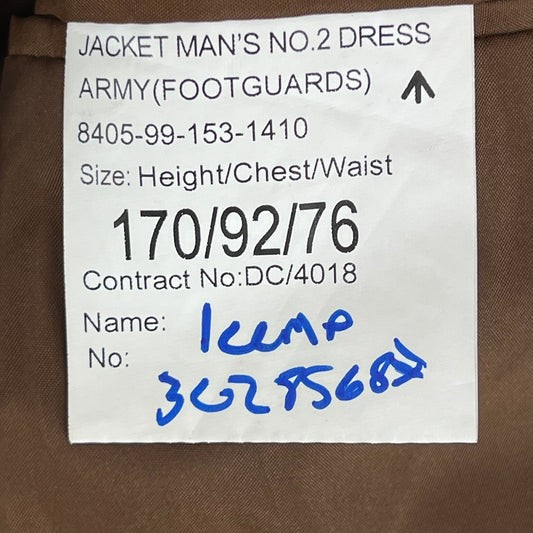 JACKET MAN'S NO.2 DRESS
ARMY(FOOTGUARDS)
8405-99-153-1410
Size: Height/Chest/Waist
170/92/76
Contract No:DC/4018
Name: Kemp
No: